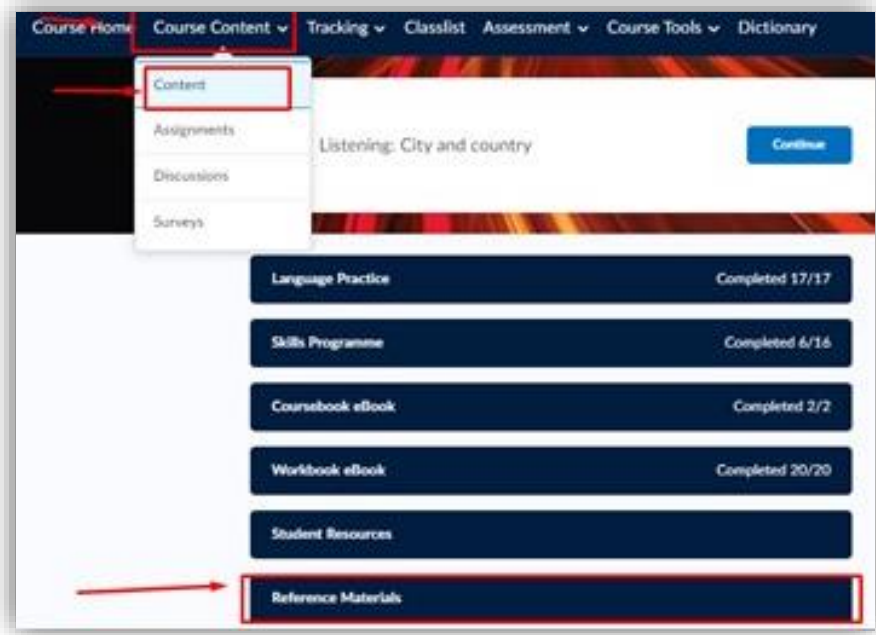 Course Home Course Content Tracking Classlist Assessment Course Tools Dictionary
Content
Assignments
Listening: City and country
Continue
Discussions
Surveys
Language Practice Completed 17/17
Skills Programme Completed 6/16
Coursebook eBook Completed 2/2
Workbook eBook Completed 20/20
Student Resources
Reference Materials